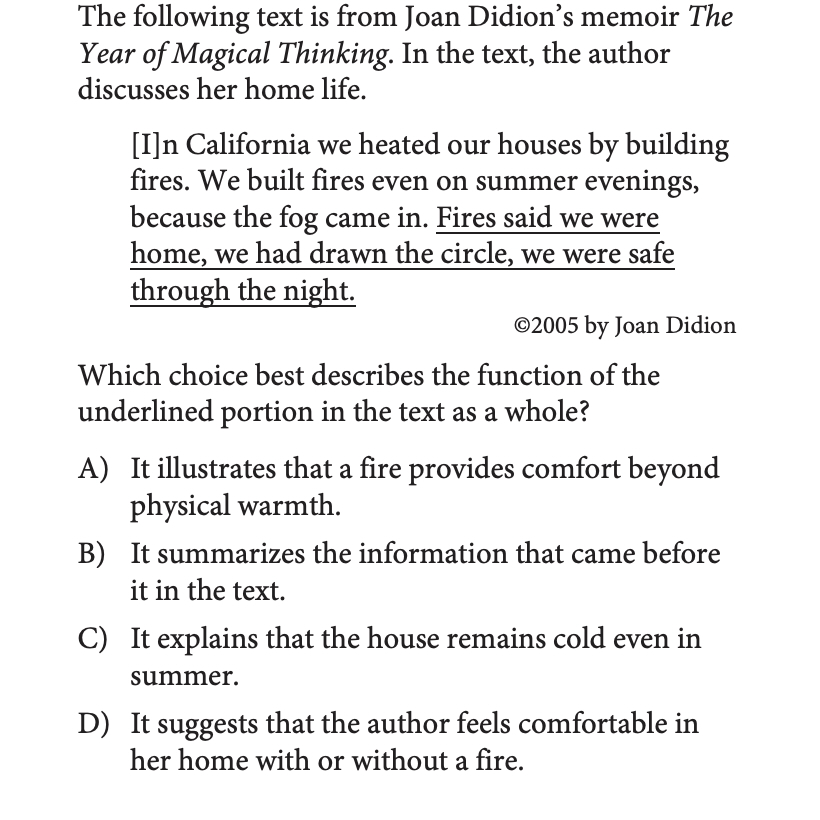 The following text is from Joan Didion’s memoir The
Year of Magical Thinking. In the text, the author
discusses her home life.
[I]n California we heated our houses by building
fires. We built fires even on summer evenings,
because the fog came in. Fires said we were
home, we had drawn the circle, we were safe
through the night.
©2005 by Joan Didion
Which choice best describes the function of the
underlined portion in the text as a whole?
A) It illustrates that a fire provides comfort beyond
physical warmth.
B) It summarizes the information that came before
it in the text.
C) It explains that the house remains cold even in
summer.
D) It suggests that the author feels comfortable in
her home with or without a fire.